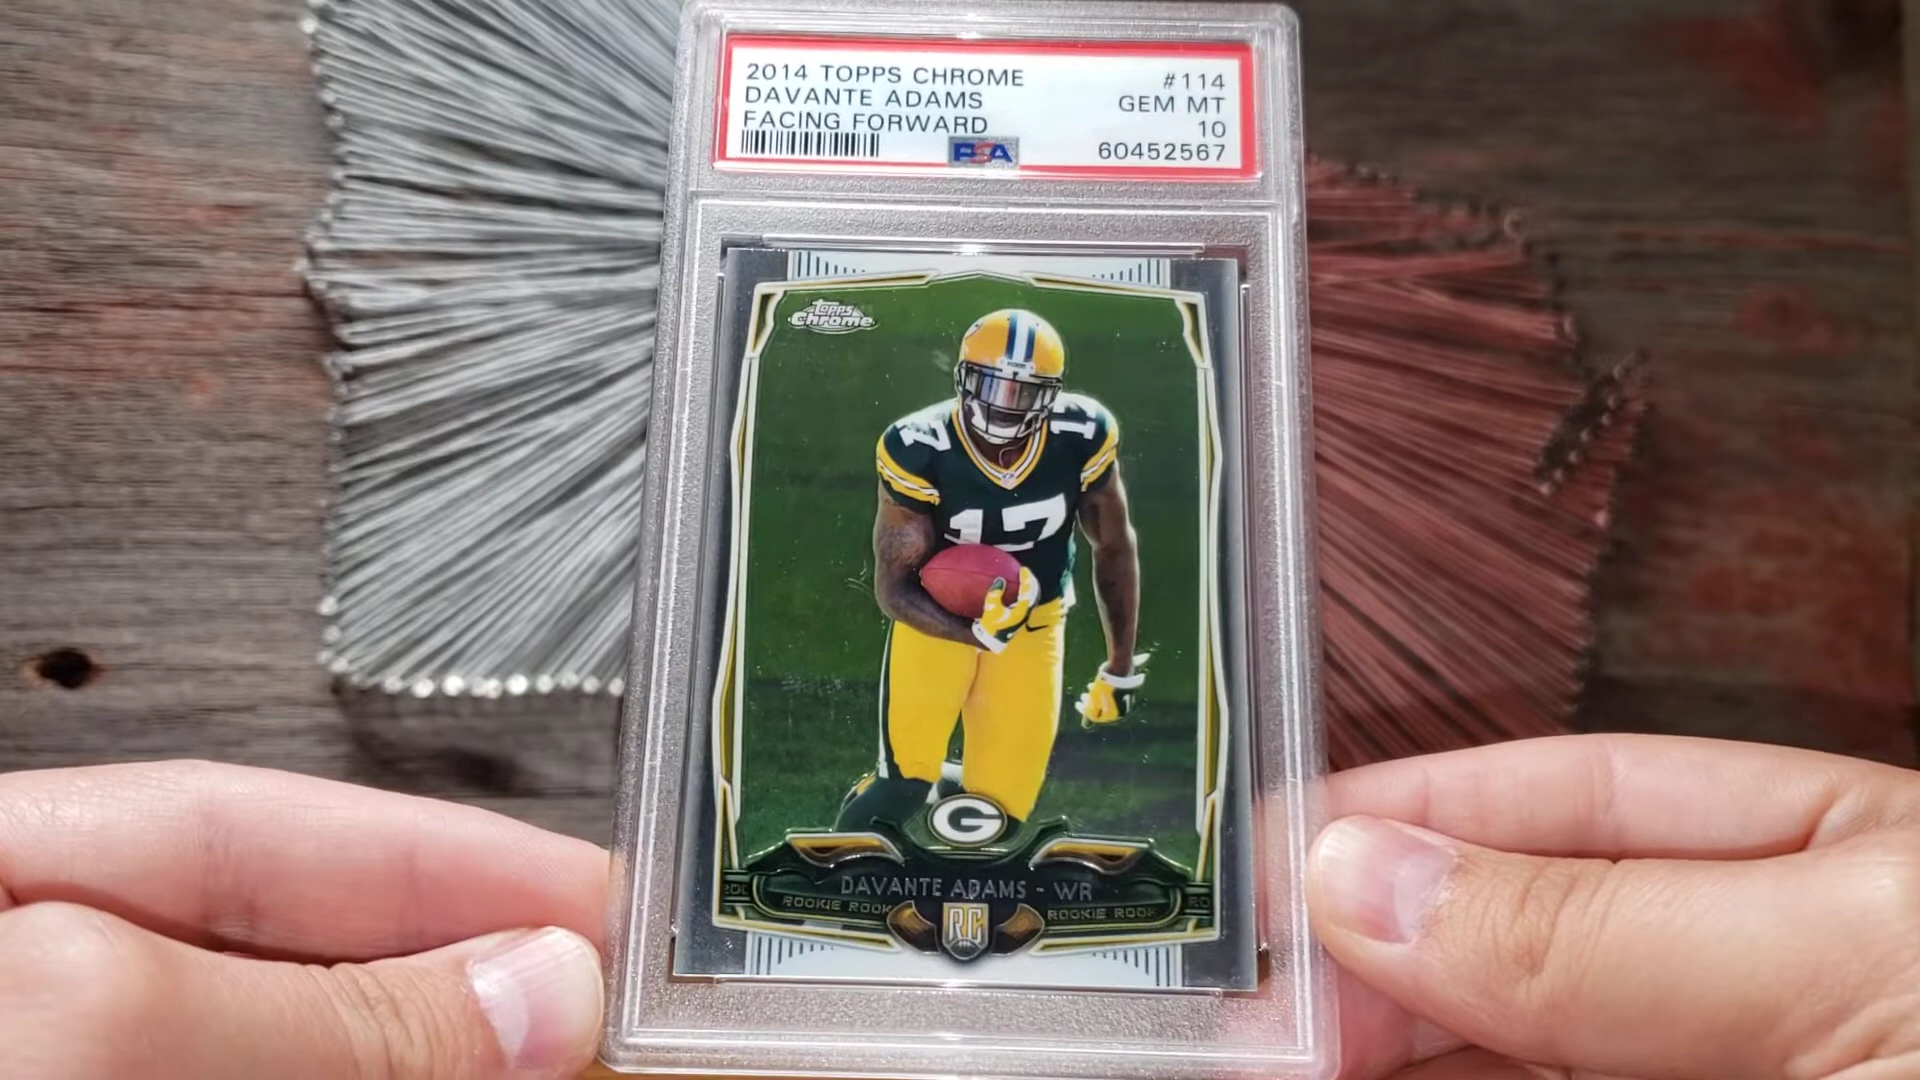 2014 TOPPS CHROME #114
DAVANTE ADAMS GEM MT
FACING FORWARD 10
PSA 60452567
Topps
Chrome
17 17
17
G
DAVANTE ADAMS - WR
ROOKIE ROOK ROOKIE ROOK
RC